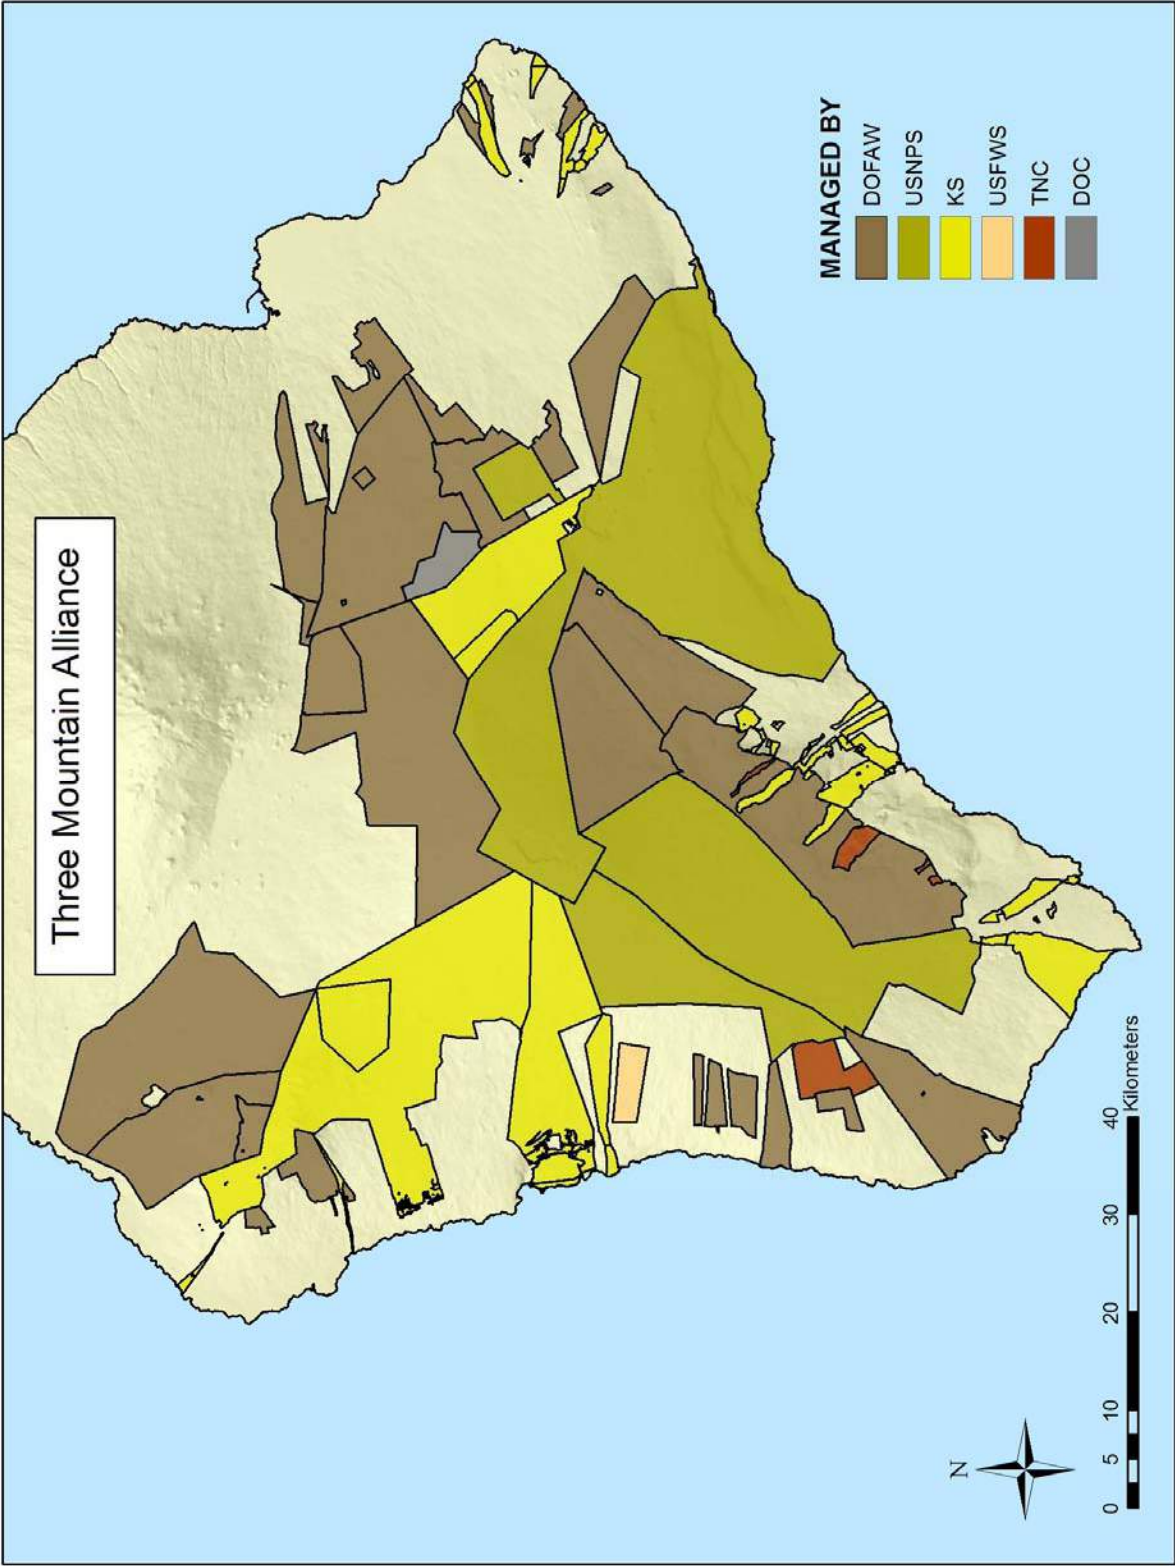 Three Mountain Alliance
MANAGED BY
DOFAW
USNPS
KS
USFWS
TNC
DOC
N
0 5 10 20 30 40
Kilometers